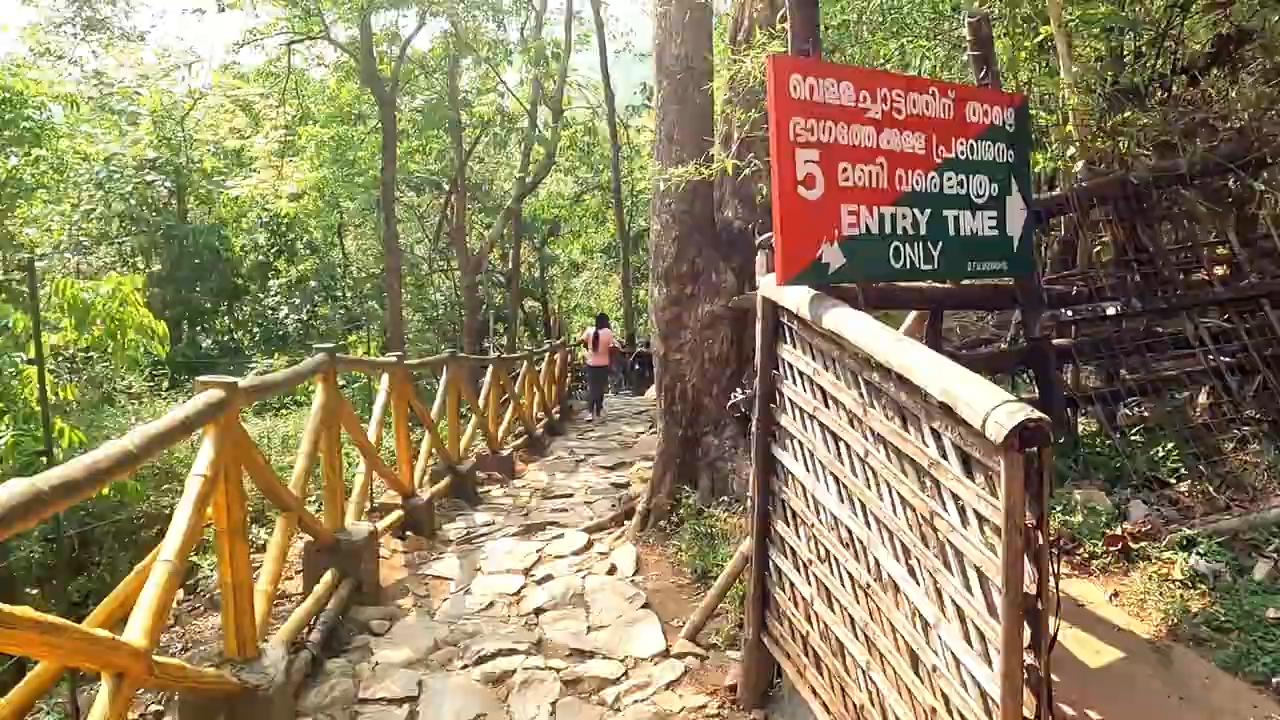 വെള്ളച്ചാട്ടത്തിന് താഴെ
ഭാഗത്തേക്കുള്ള പ്രവേശനം
5 മണി വരെ മാത്രം
ENTRY TIME
ONLY